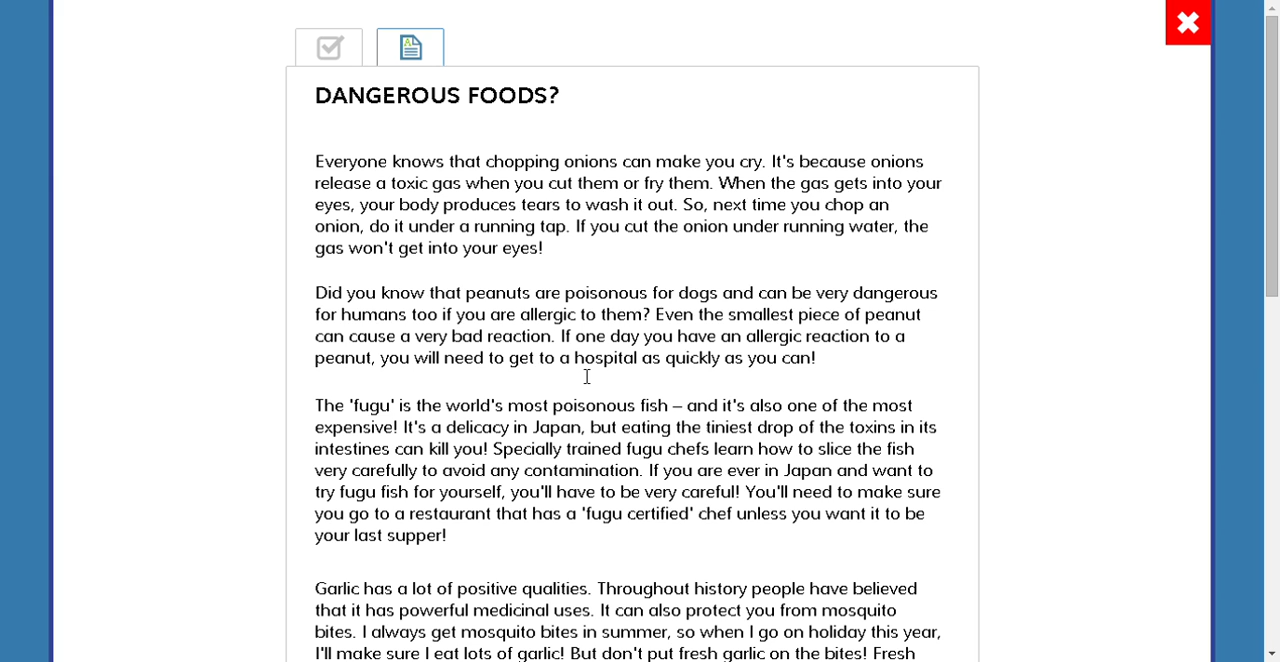 DANGEROUS FOODS?
Everyone knows that chopping onions can make you cry. It's because onions
release a toxic gas when you cut them or fry them. When the gas gets into your
eyes, your body produces tears to wash it out. So, next time you chop an
onion, do it under a running tap. If you cut the onion under running water, the
gas won't get into your eyes!
Did you know that peanuts are poisonous for dogs and can be very dangerous
for humans too if you are allergic to them? Even the smallest piece of peanut
can cause a very bad reaction. If one day you have an allergic reaction to a
peanut, you will need to get to a hospital as quickly as you can!
The 'fugu' is the world's most poisonous fish – and it's also one of the most
expensive! It's a delicacy in Japan, but eating the tiniest drop of the toxins in its
intestines can kill you! Specially trained fugu chefs learn how to slice the fish
very carefully to avoid any contamination. If you are ever in Japan and want to
try fugu fish for yourself, you'll have to be very careful! You'll need to make sure
you go to a restaurant that has a 'fugu certified' chef unless you want it to be
your last supper!
Garlic has a lot of positive qualities. Throughout history people have believed
that it has powerful medicinal uses. It can also protect you from mosquito
bites. I always get mosquito bites in summer, so when I go on holiday this year,
I'll make sure I eat lots of garlic! But don't put fresh garlic on the bites! Fresh